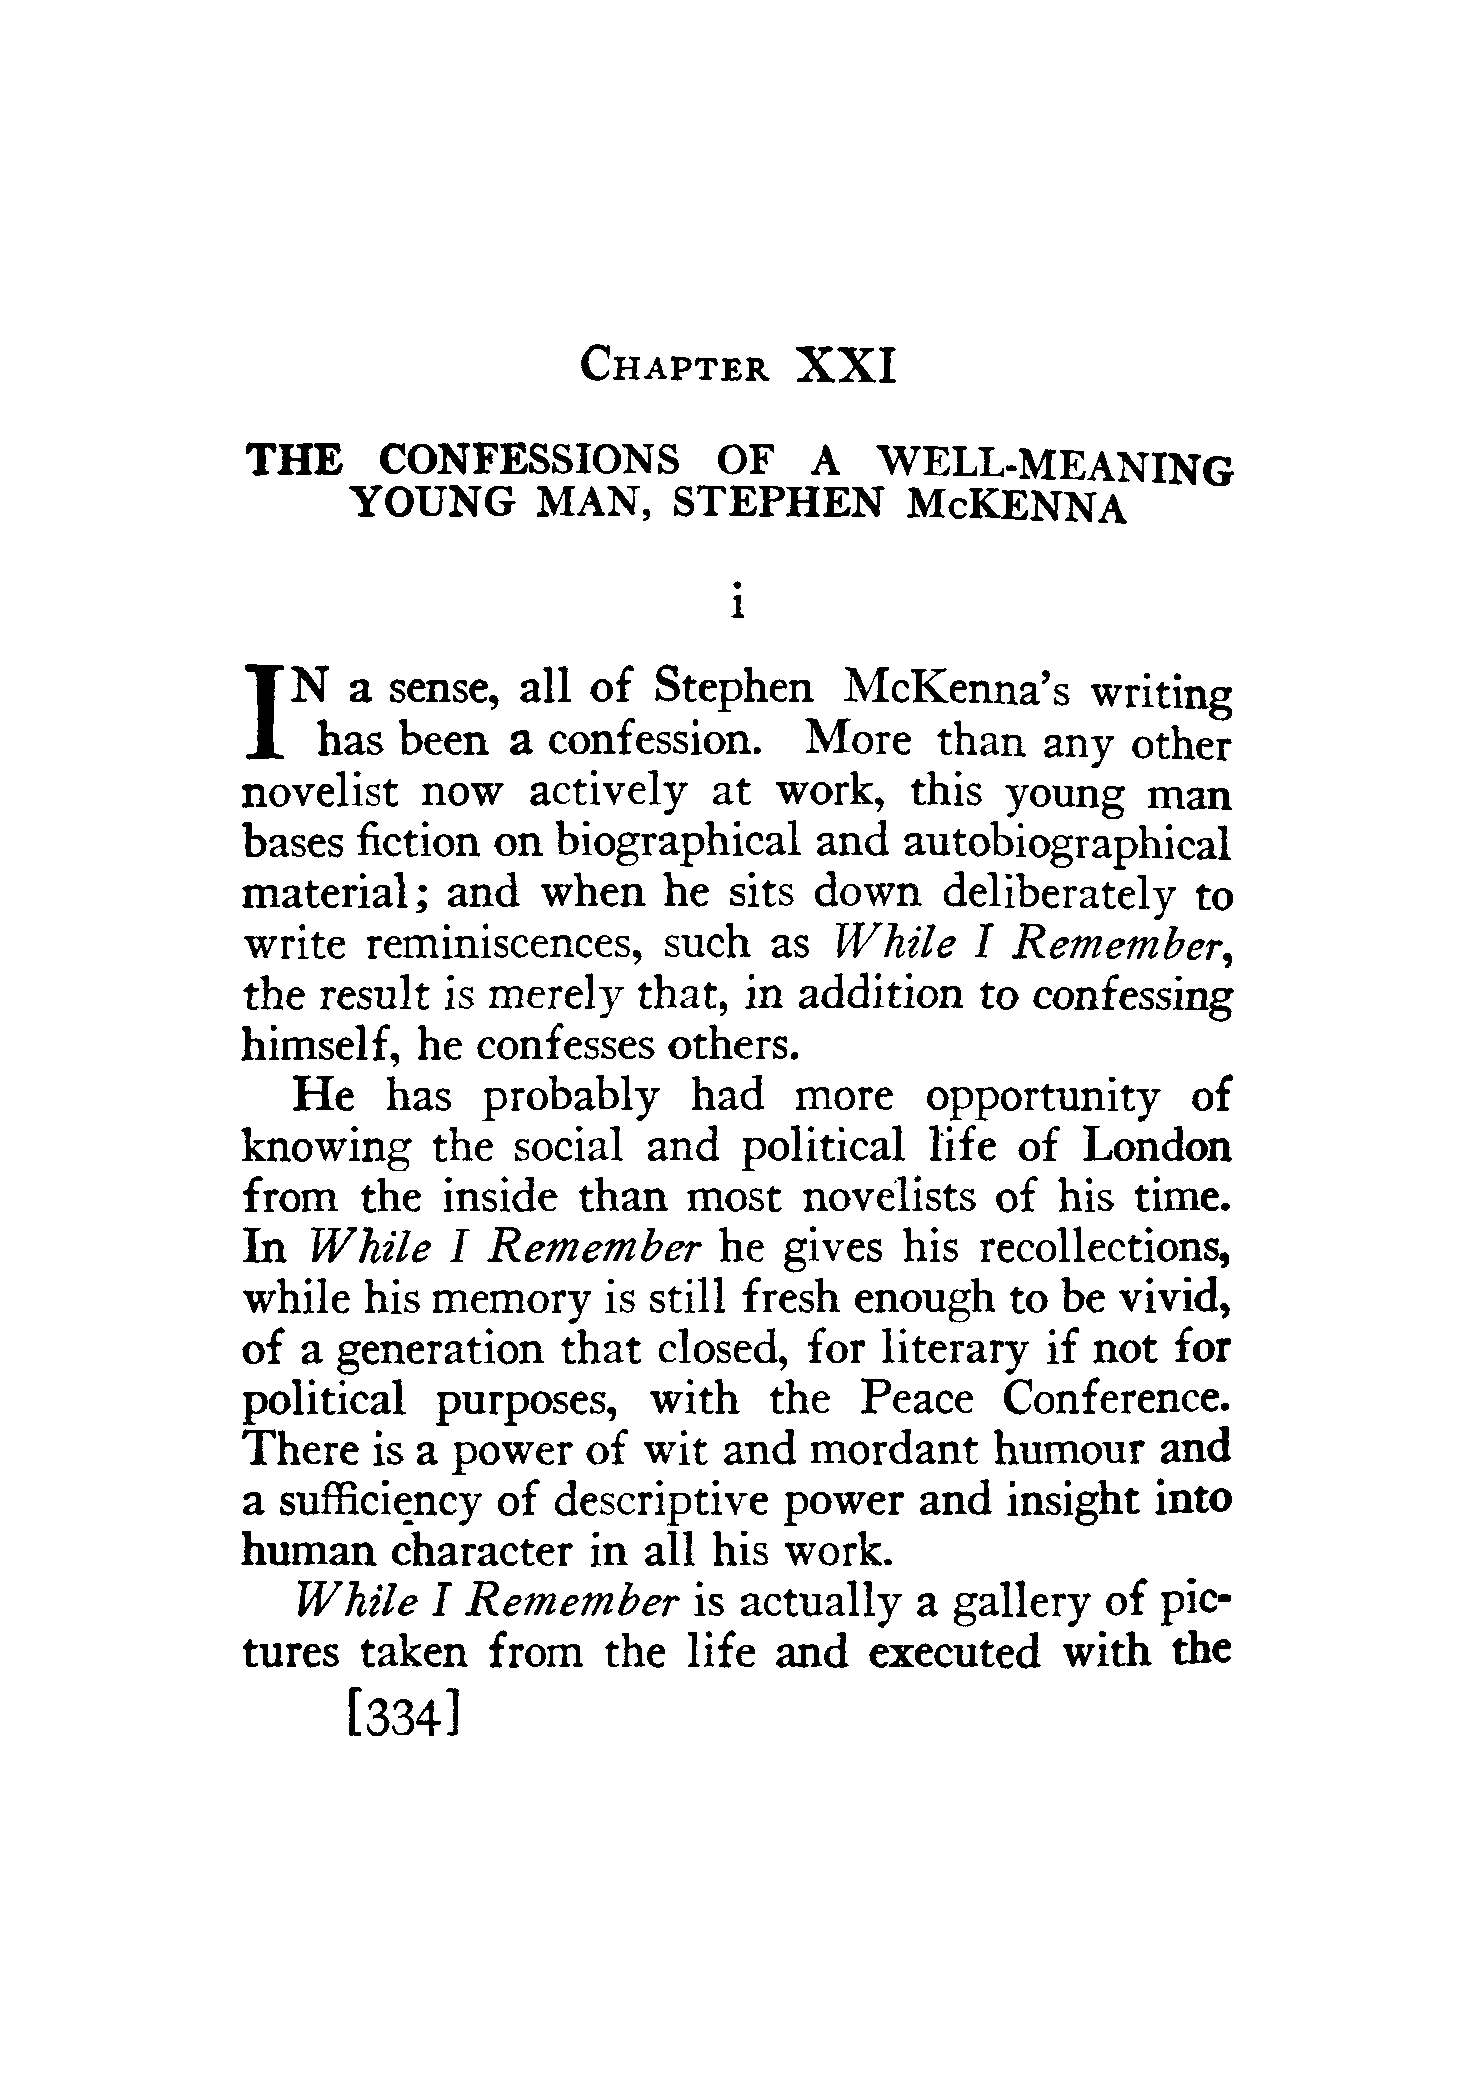 CHAPTER XXI
THE CONFESSIONS OF A WELL-MEANING
YOUNG MAN, STEPHEN McKENNA
i
IN a sense, all of Stephen McKenna's writing
has been a confession. More than any other
novelist now actively at work, this young man
bases fiction on biographical and autobiographical
material; and when he sits down deliberately to
write reminiscences, such as While I Remember,
the result is merely that, in addition to confessing
himself, he confesses others.
He has probably had more opportunity of
knowing the social and political life of London
from the inside than most novelists of his time.
In While I Remember he gives his recollections,
while his memory is still fresh enough to be vivid,
of a generation that closed, for literary if not for
political purposes, with the Peace Conference.
There is a power of wit and mordant humour and
a sufficiency of descriptive power and insight into
human character in all his work.
While I Remember is actually a gallery of pic-
tures taken from the life and executed with the
[334]